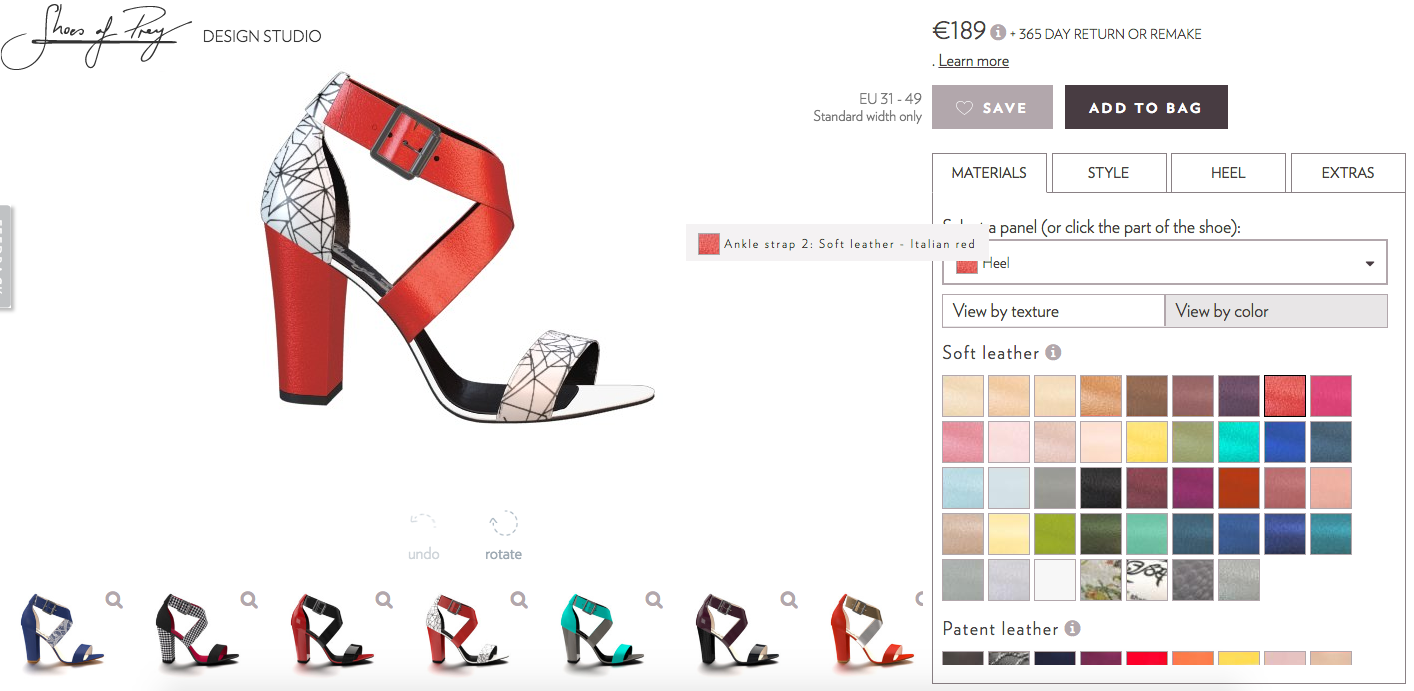 Shoes of Prey
DESIGN STUDIO
€189 i + 365 DAY RETURN OR REMAKE
. Learn more
EU 31 - 49
Standard width only
SAVE
ADD TO BAG
MATERIALS
STYLE
HEEL
EXTRAS
a panel (or click the part of the shoe):
Ankle strap 2: Soft leather - Italian red
Heel
View by texture
View by color
Soft leather i
undo
rotate
Patent leather i